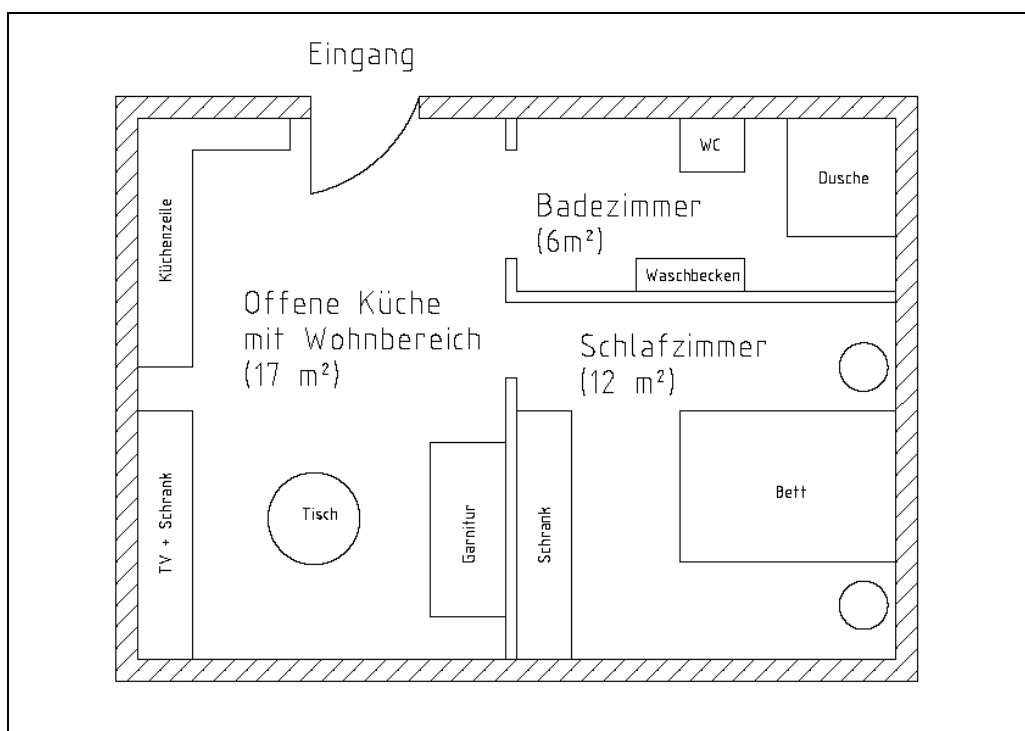 Eingang
WC
Dusche
Badezimmer
(6m²)
Küchenzeile
Waschbecken
Offene Küche
mit Wohnbereich
(17 m²)
Schlafzimmer
(12 m²)
TV + Schrank
Tisch
Garnitur
Schrank
Bett